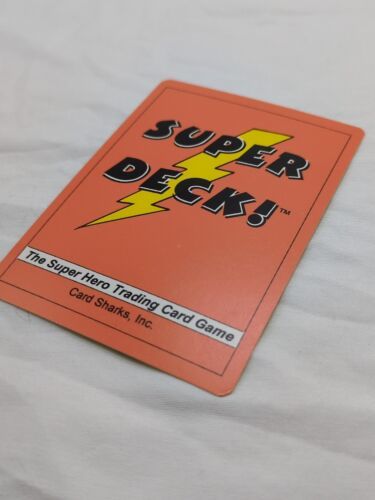 SUPER
DECK!™
The Super Hero Trading Card Game
Card Sharks, Inc.